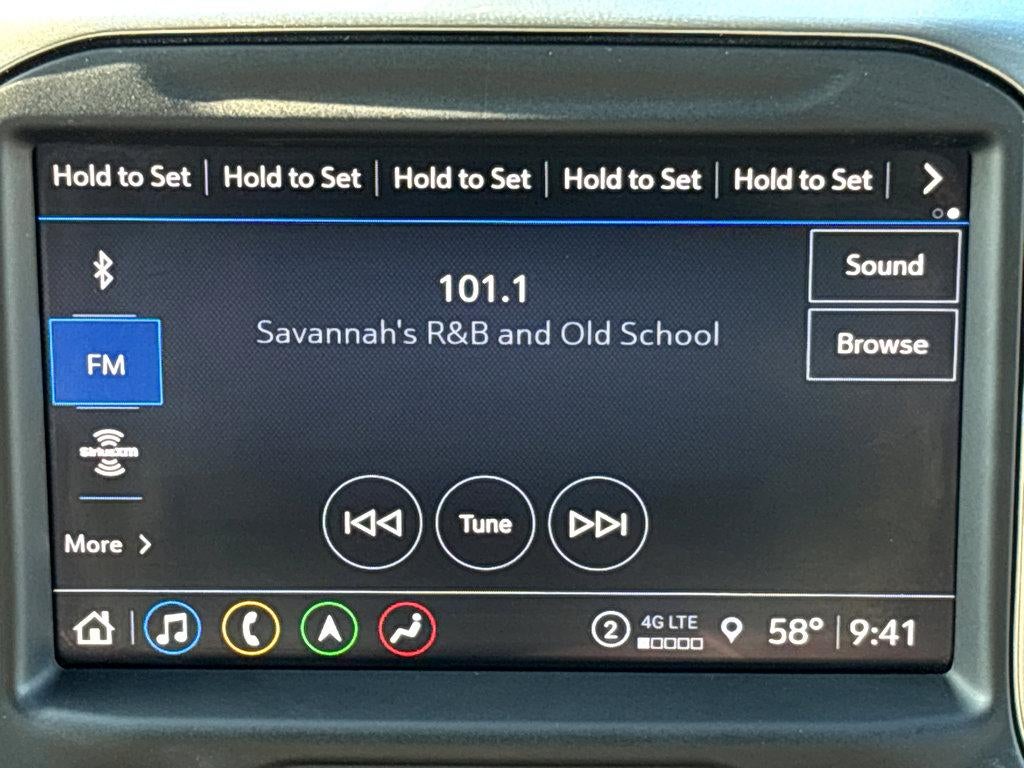 Hold to Set Hold to Set Hold to Set Hold to Set Hold to Set
Sound
101.1
Savannah's R&B and Old School
Browse
FM
SiriusXM
Tune
More
2 4G LTE 58° 9:41